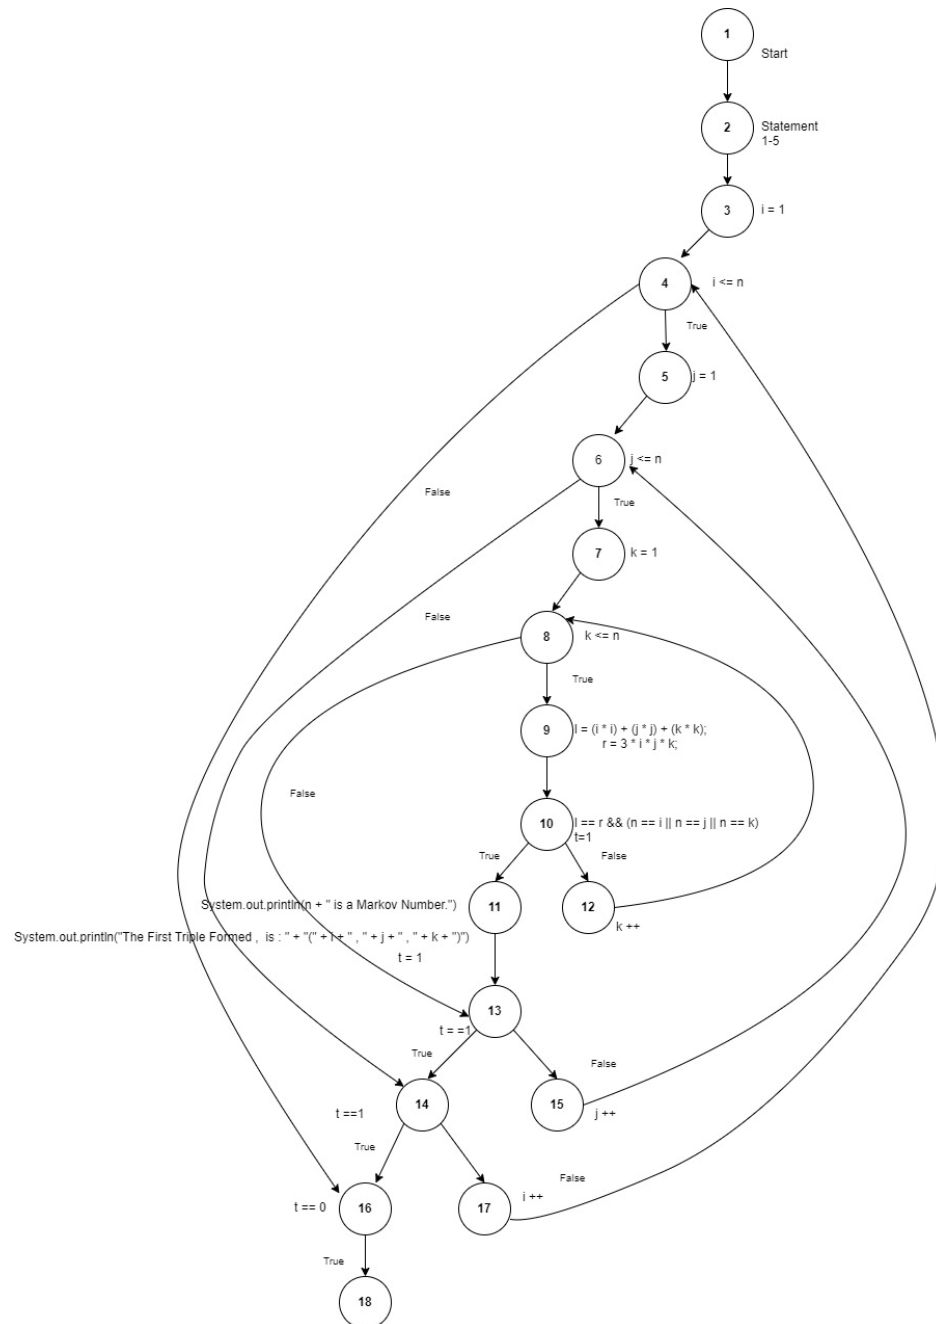 1
Start
2
Statement
1-5
3
i = 1
4
i <= n
True
5
j = 1
6
j <= n
False
True
7
k = 1
False
8
k <= n
True
9
l = (i * i) + (j * j) + (k * k);
r = 3 * i * j * k;
False
10
l == r && (n == i || n == j || n == k)
t=1
True
False
System.out.println(n + " is a Markov Number.")
11
12
k ++
System.out.println("The First Triple Formed , is : " + "(" + i + " , " + j + " , " + k + ")")
t = 1
13
t = =1
True
False
14
15
t ==1
j ++
True
False
i ++
t == 0
16
17
True
18